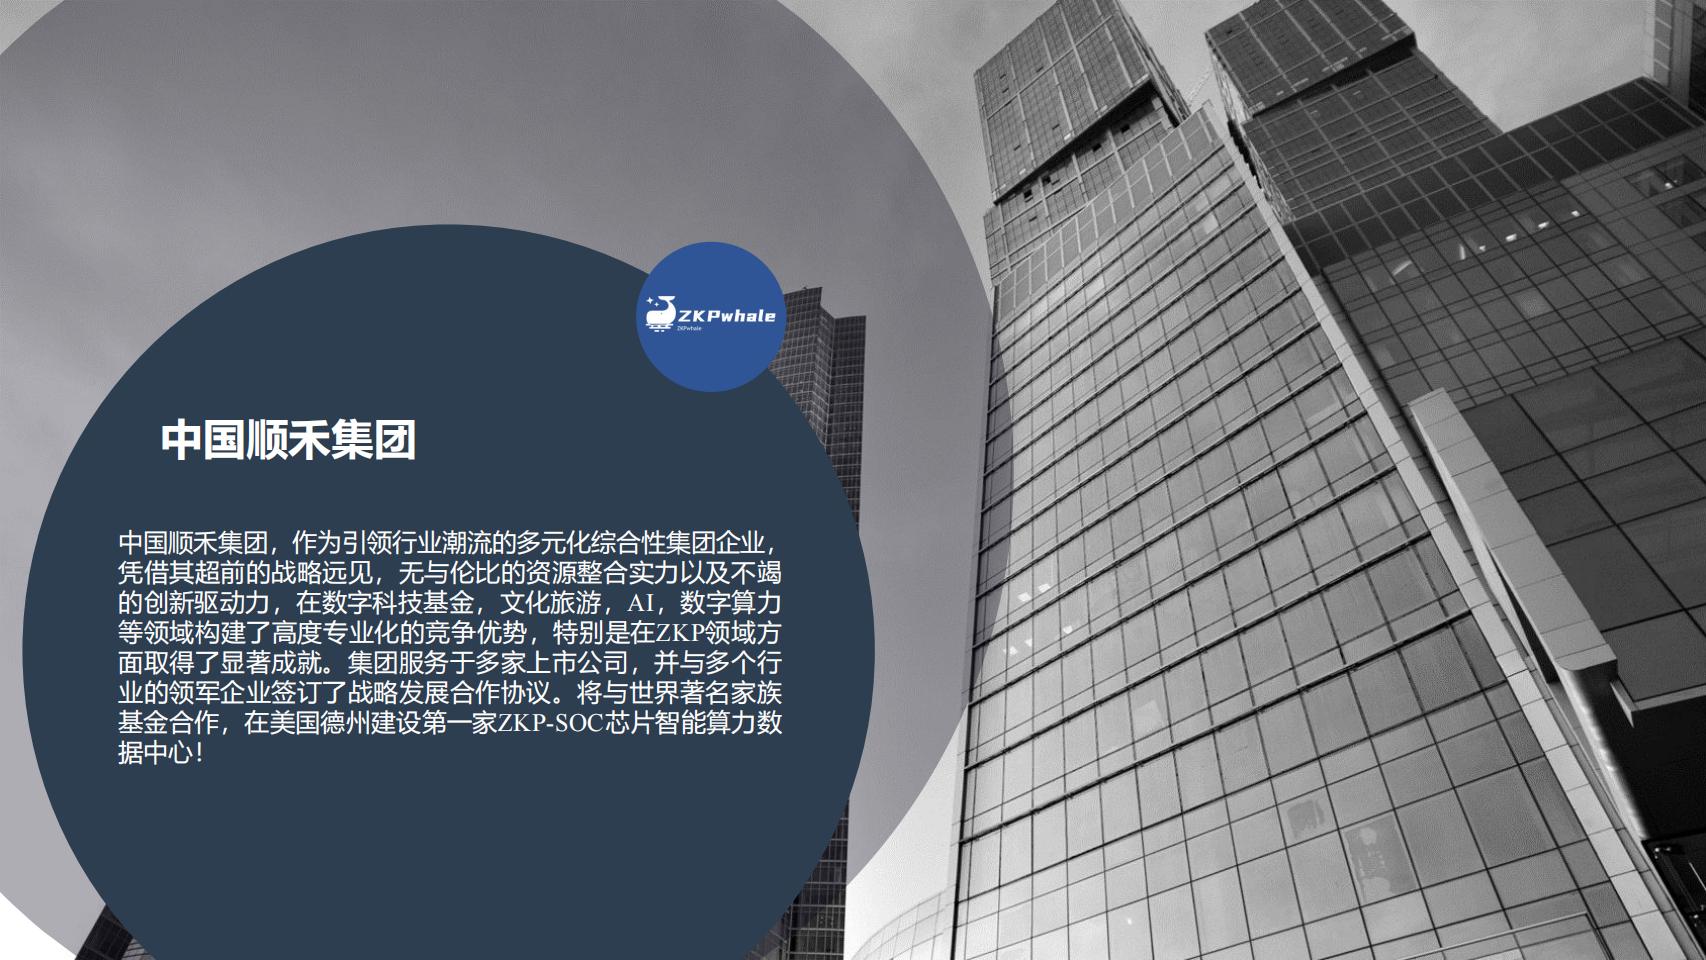 ZKPwhale
ZKPwhale
中国顺禾集团
中国顺禾集团，作为引领行业潮流的多元化综合性集团企业，
凭借其超前的战略远见，无与伦比的资源整合实力以及不竭
的创新驱动力，在数字科技基金，文化旅游，AI，数字算力
等领域构建了高度专业化的竞争优势，特别是在ZKP领域方
面取得了显著成就。集团服务于多家上市公司，并与多个行
业的领军企业签订了战略发展合作协议。将与世界著名家族
基金合作，在美国德州建设第一家ZKP-SOC芯片智能算力数
据中心！